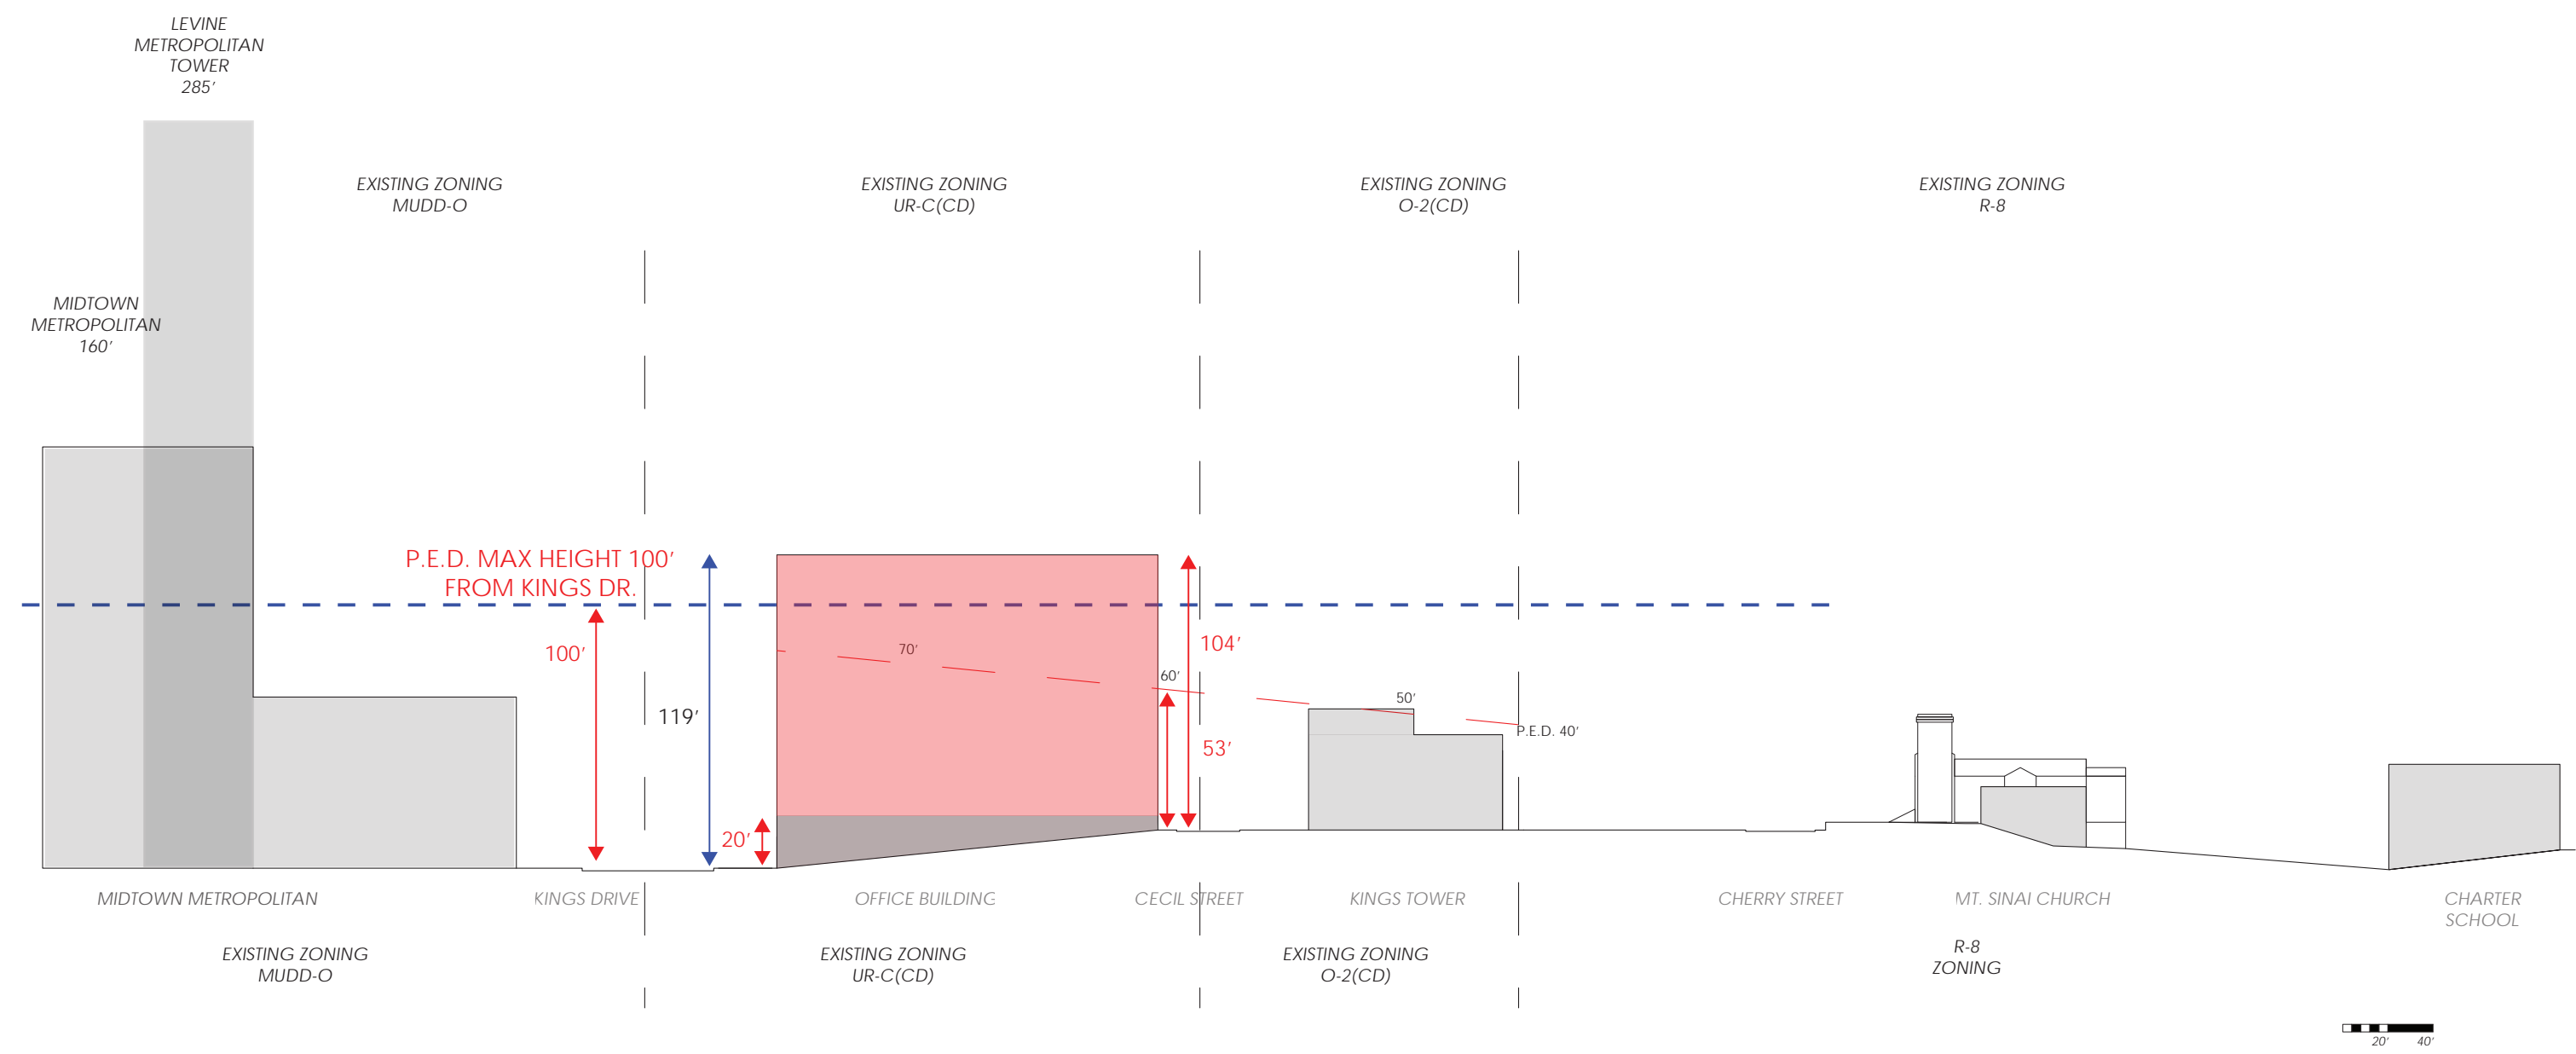 LEVINE
METROPOLITAN
TOWER
285'
EXISTING ZONING
MUDD-O
EXISTING ZONING
UR-C(CD)
EXISTING ZONING
O-2(CD)
EXISTING ZONING
R-8
MIDTOWN
METROPOLITAN
160'
P.E.D. MAX HEIGHT 100'
FROM KINGS DR.
100'
119'
20'
70'
60'
104'
53'
50'
P.E.D. 40'
MIDTOWN METROPOLITAN
KINGS DRIVE
OFFICE BUILDING
CECIL STREET
KINGS TOWER
CHERRY STREET
MT. SINAI CHURCH
CHARTER
SCHOOL
EXISTING ZONING
MUDD-O
EXISTING ZONING
UR-C(CD)
EXISTING ZONING
O-2(CD)
R-8
ZONING
20' 40'